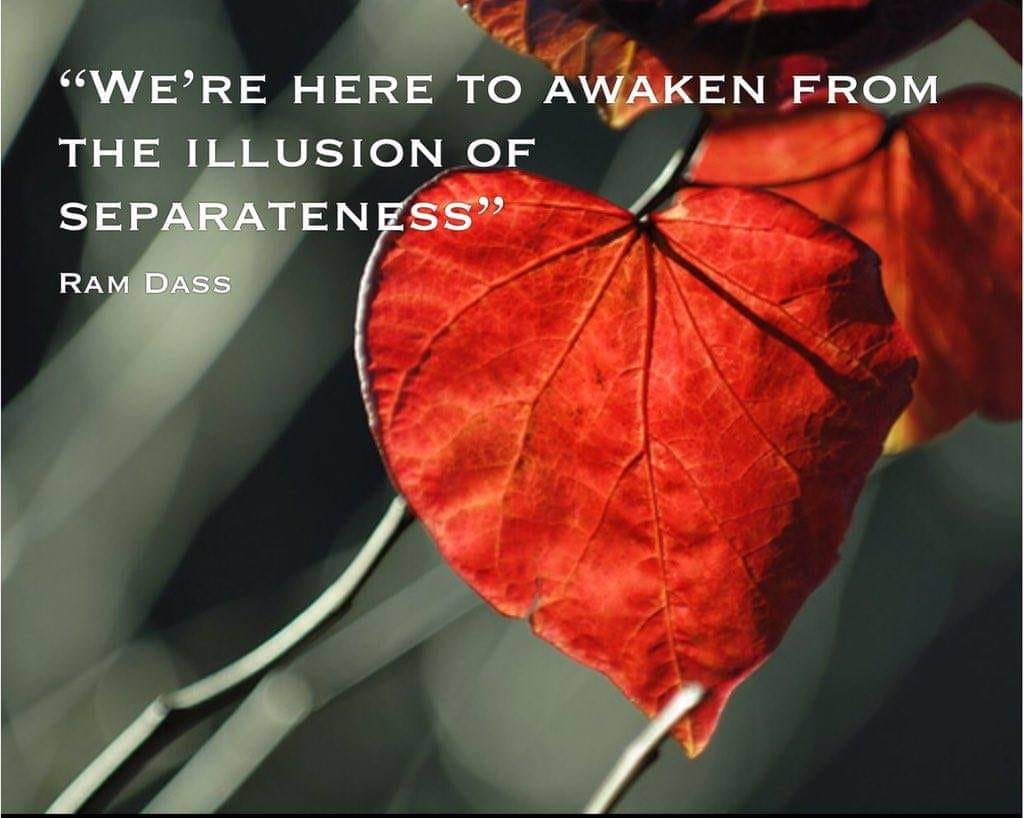 “We’re here to awaken from
the illusion of
separateness”
Ram Dass